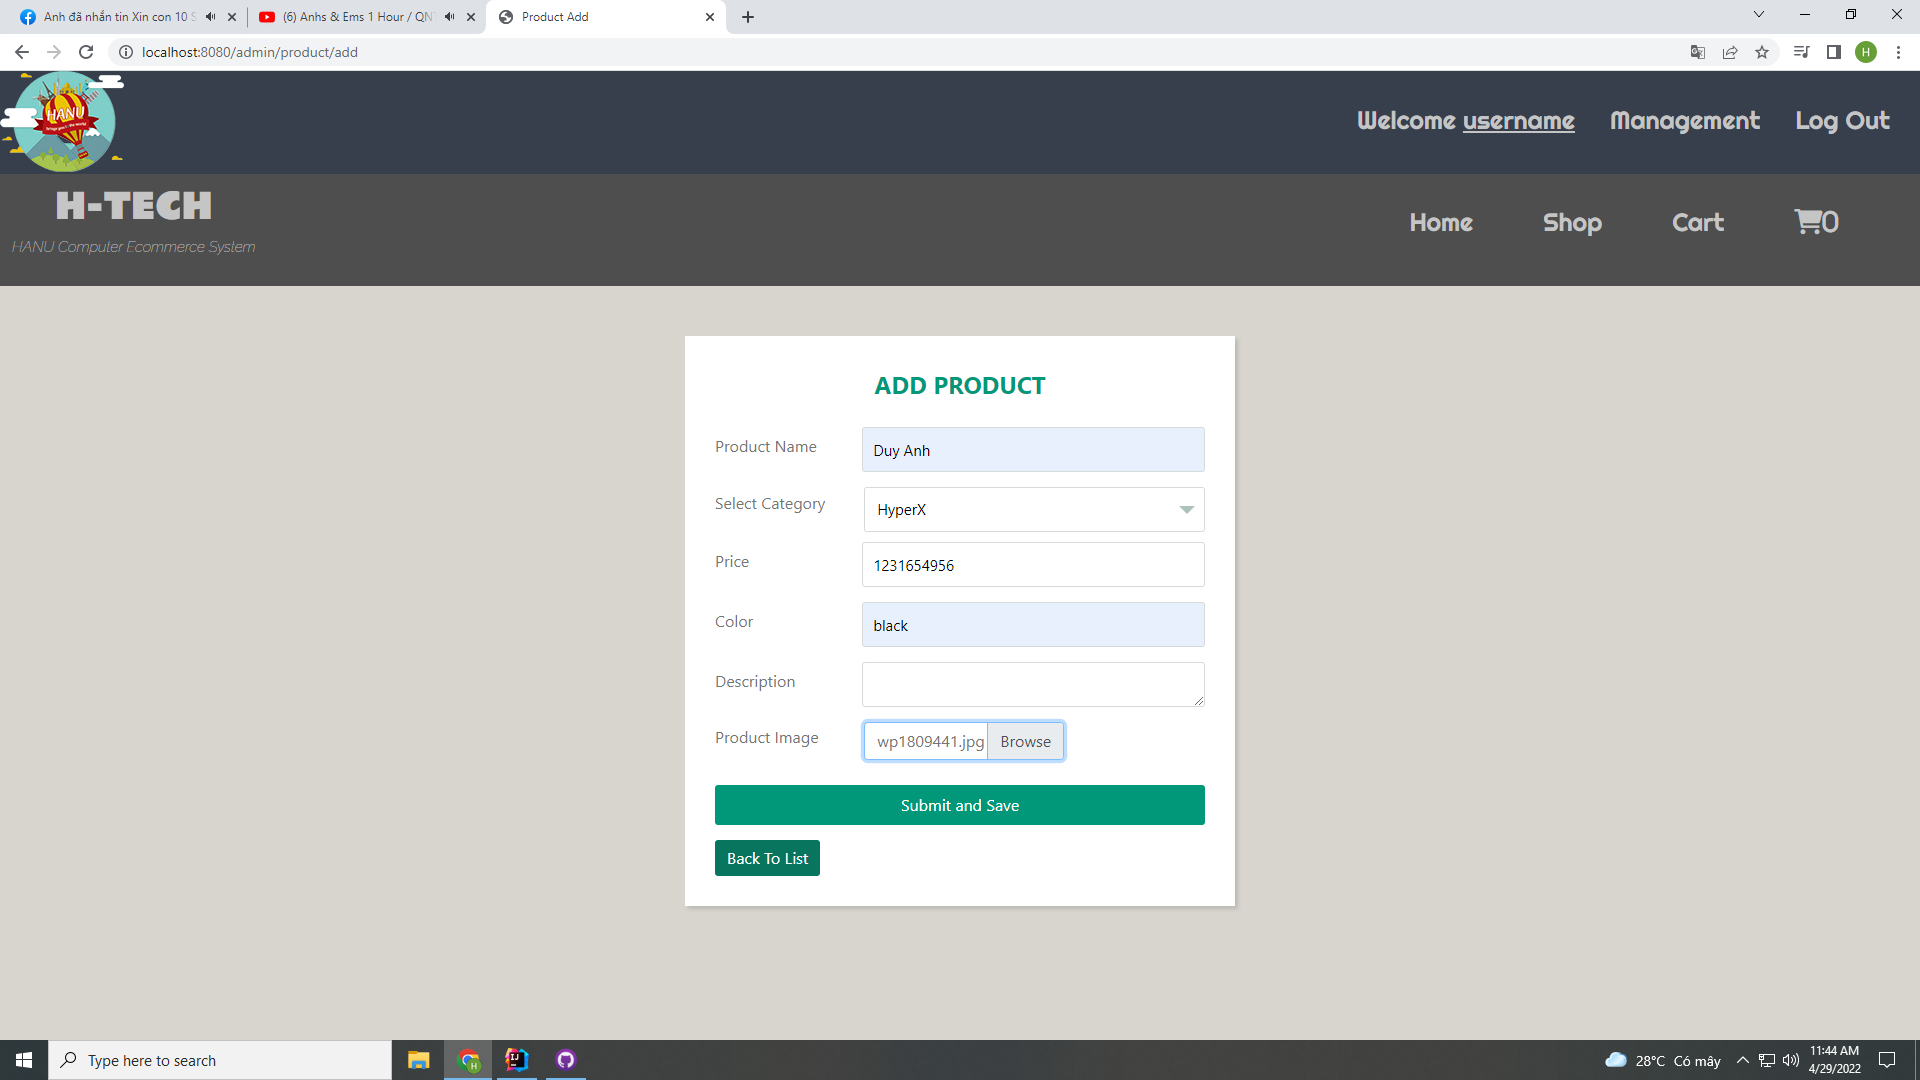 Anh đã nhắn tin Xin con 10 S
(6) Anhs & Ems 1 Hour / QNT
Product Add
localhost:8080/admin/product/add
H
HANU
Welcome username
Management
Log Out
H-TECH
HANU Computer Ecommerce System
Home
Shop
Cart
0
ADD PRODUCT
Product Name
Duy Anh
Select Category
HyperX
Price
1231654956
Color
black
Description
Product Image
wp1809441.jpg
Browse
Submit and Save
Back To List
Type here to search
28°C Có mây
11:44 AM
4/29/2022